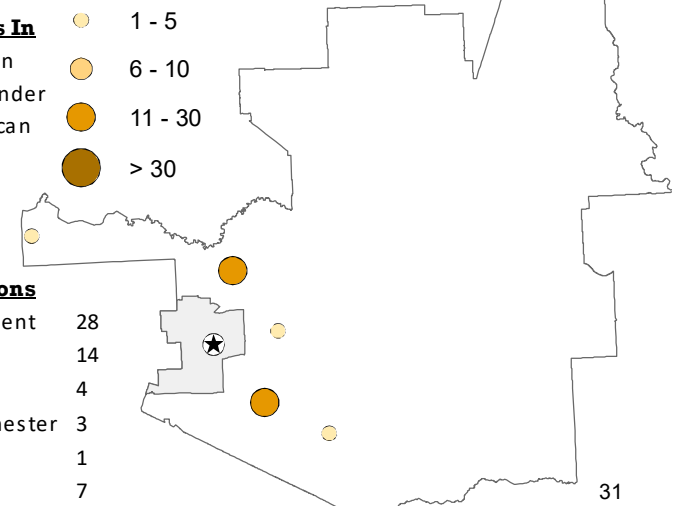 s In
1 - 5
n
6 - 10
nder
11 - 30
can
> 30
ons
ent 28
14
4
nester 3
1
7
31